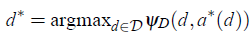 d* = argmax_{d∈𝒟} ψ_D(d, a*(d))